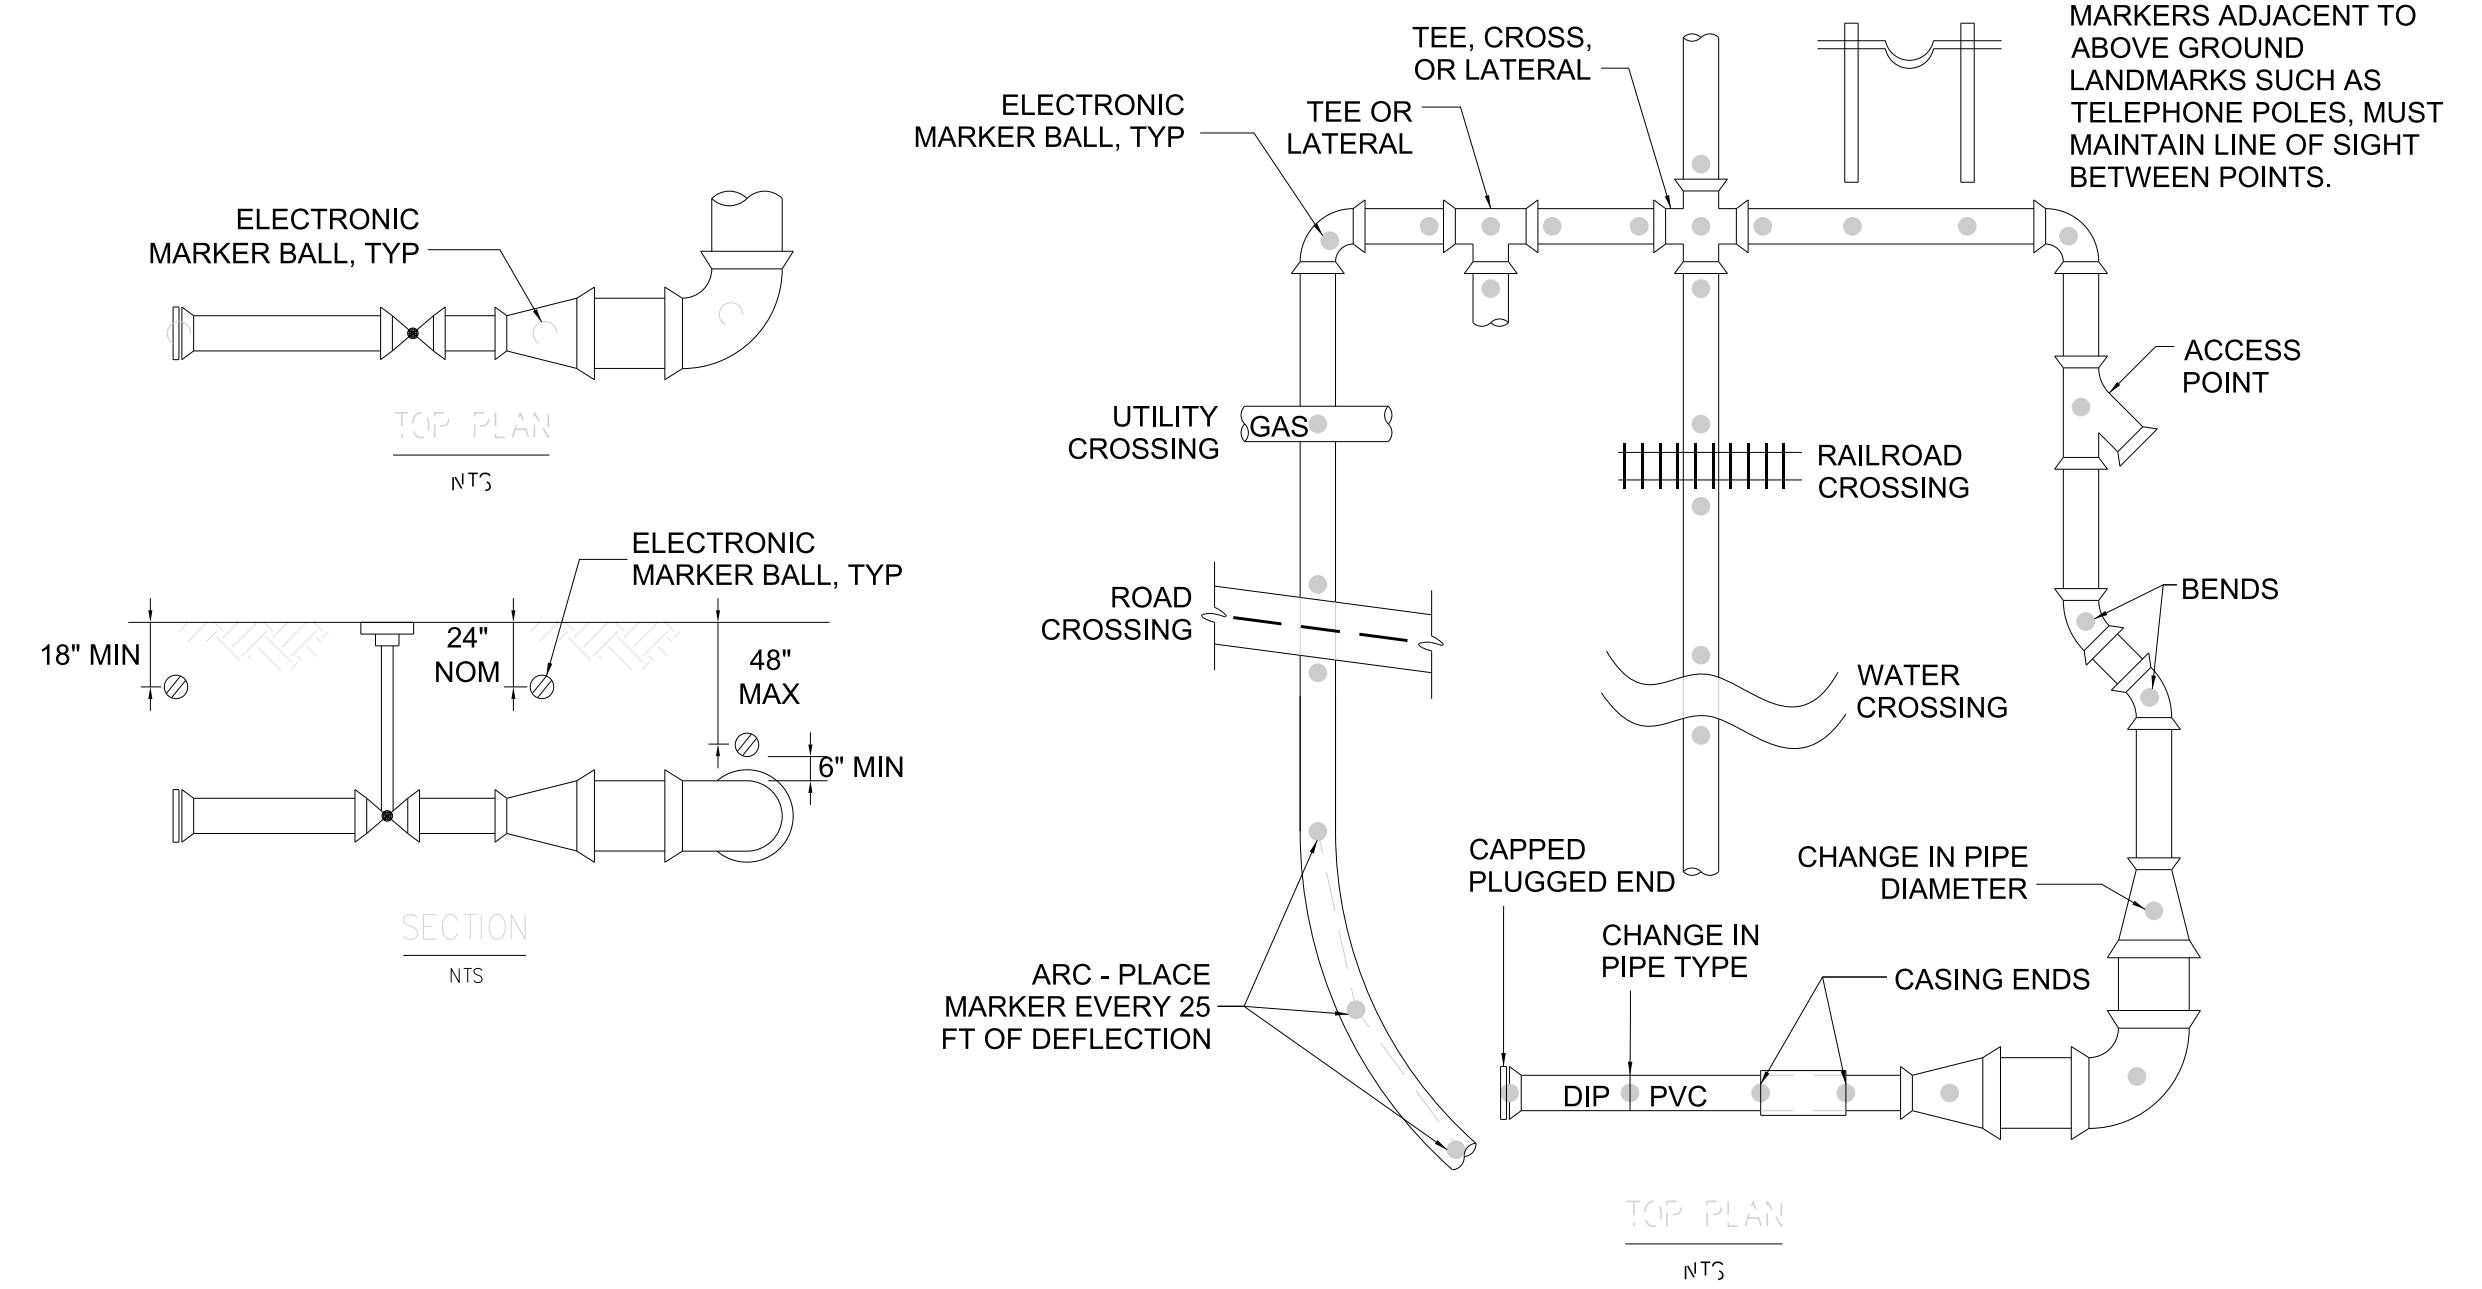 MARKERS ADJACENT TO
ABOVE GROUND
LANDMARKS SUCH AS
TELEPHONE POLES, MUST
MAINTAIN LINE OF SIGHT
BETWEEN POINTS.
TEE, CROSS,
OR LATERAL
ELECTRONIC
MARKER BALL, TYP
TEE OR
LATERAL
ELECTRONIC
MARKER BALL, TYP
TOP PLAN
NTS
ACCESS
POINT
UTILITY
CROSSING
GAS
RAILROAD
CROSSING
ELECTRONIC
MARKER BALL, TYP
18" MIN
24"
NOM
48"
MAX
6" MIN
ROAD
CROSSING
BENDS
WATER
CROSSING
SECTION
NTS
CAPPED
PLUGGED END
CHANGE IN PIPE
DIAMETER
CHANGE IN
PIPE TYPE
CASING ENDS
ARC - PLACE
MARKER EVERY 25
FT OF DEFLECTION
DIP
PVC
TOP PLAN
NTS